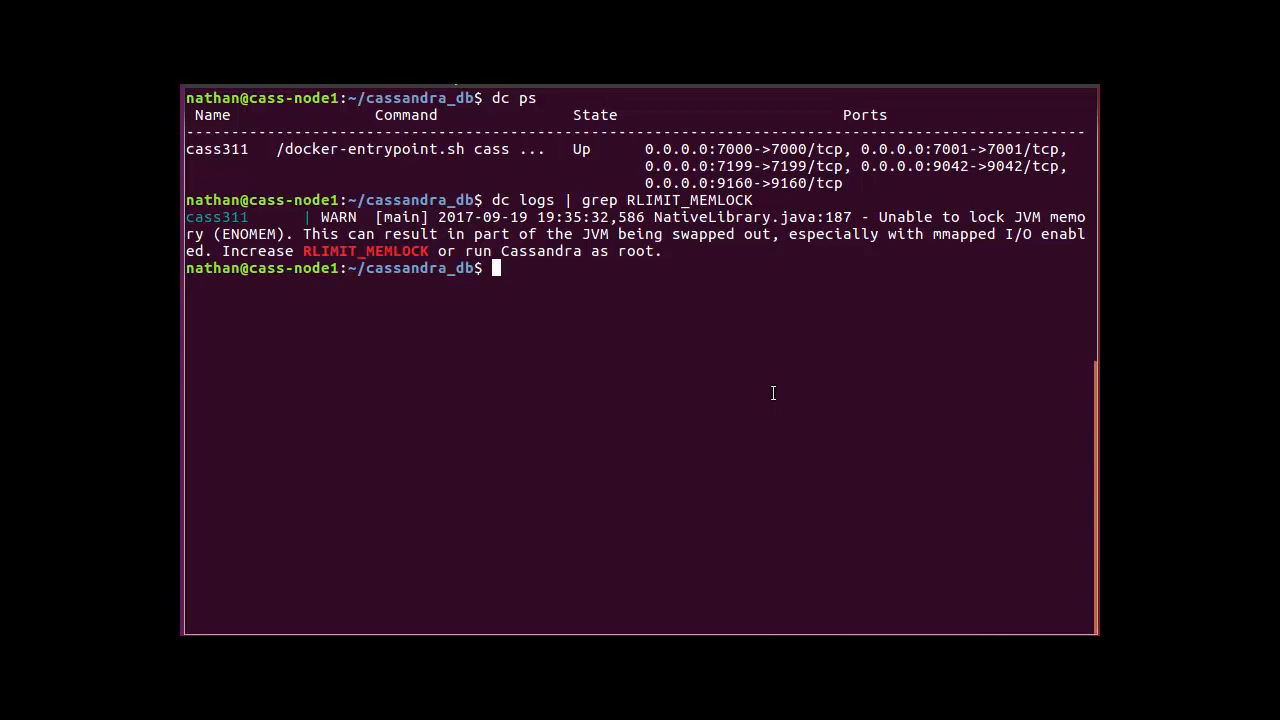 nathan@cass-node1:~/cassandra_db$ dc ps
Name Command State Ports
------------------------------------------------------------------------------------------------
cass311 /docker-entrypoint.sh cass ... Up 0.0.0.0:7000->7000/tcp, 0.0.0.0:7001->7001/tcp,
0.0.0.0:7199->7199/tcp, 0.0.0.0:9042->9042/tcp,
0.0.0.0:9160->9160/tcp
nathan@cass-node1:~/cassandra_db$ dc logs | grep RLIMIT_MEMLOCK
cass311 | WARN [main] 2017-09-19 19:35:32,586 NativeLibrary.java:187 - Unable to lock JVM memo
ry (ENOMEM). This can result in part of the JVM being swapped out, especially with mmapped I/O enabl
ed. Increase RLIMIT_MEMLOCK or run Cassandra as root.
nathan@cass-node1:~/cassandra_db$